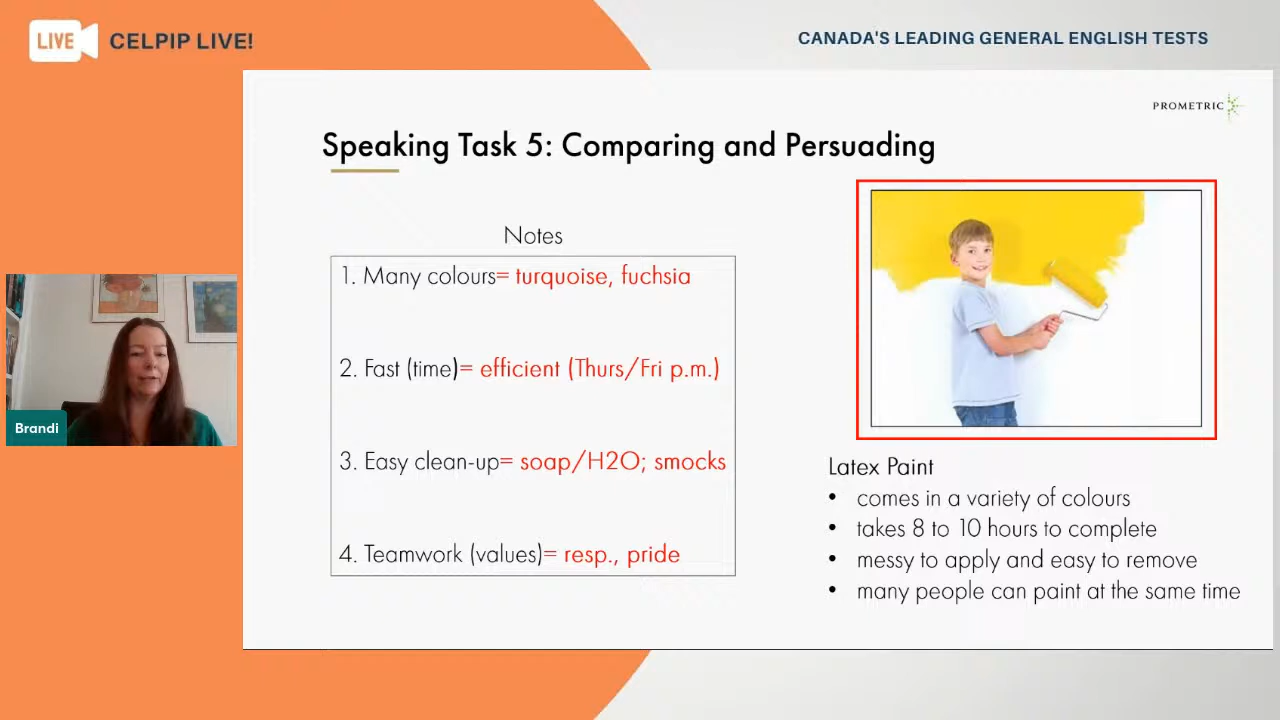 LIVE
CELPIP LIVE!
CANADA'S LEADING GENERAL ENGLISH TESTS
PROMETRIC
Speaking Task 5: Comparing and Persuading
Notes
1. Many colours= turquoise, fuchsia
2. Fast (time)= efficient (Thurs/Fri p.m.)
3. Easy clean-up= soap/H2O; smocks
4. Teamwork (values)= resp., pride
Latex Paint
• comes in a variety of colours
• takes 8 to 10 hours to complete
• messy to apply and easy to remove
• many people can paint at the same time
Brandi